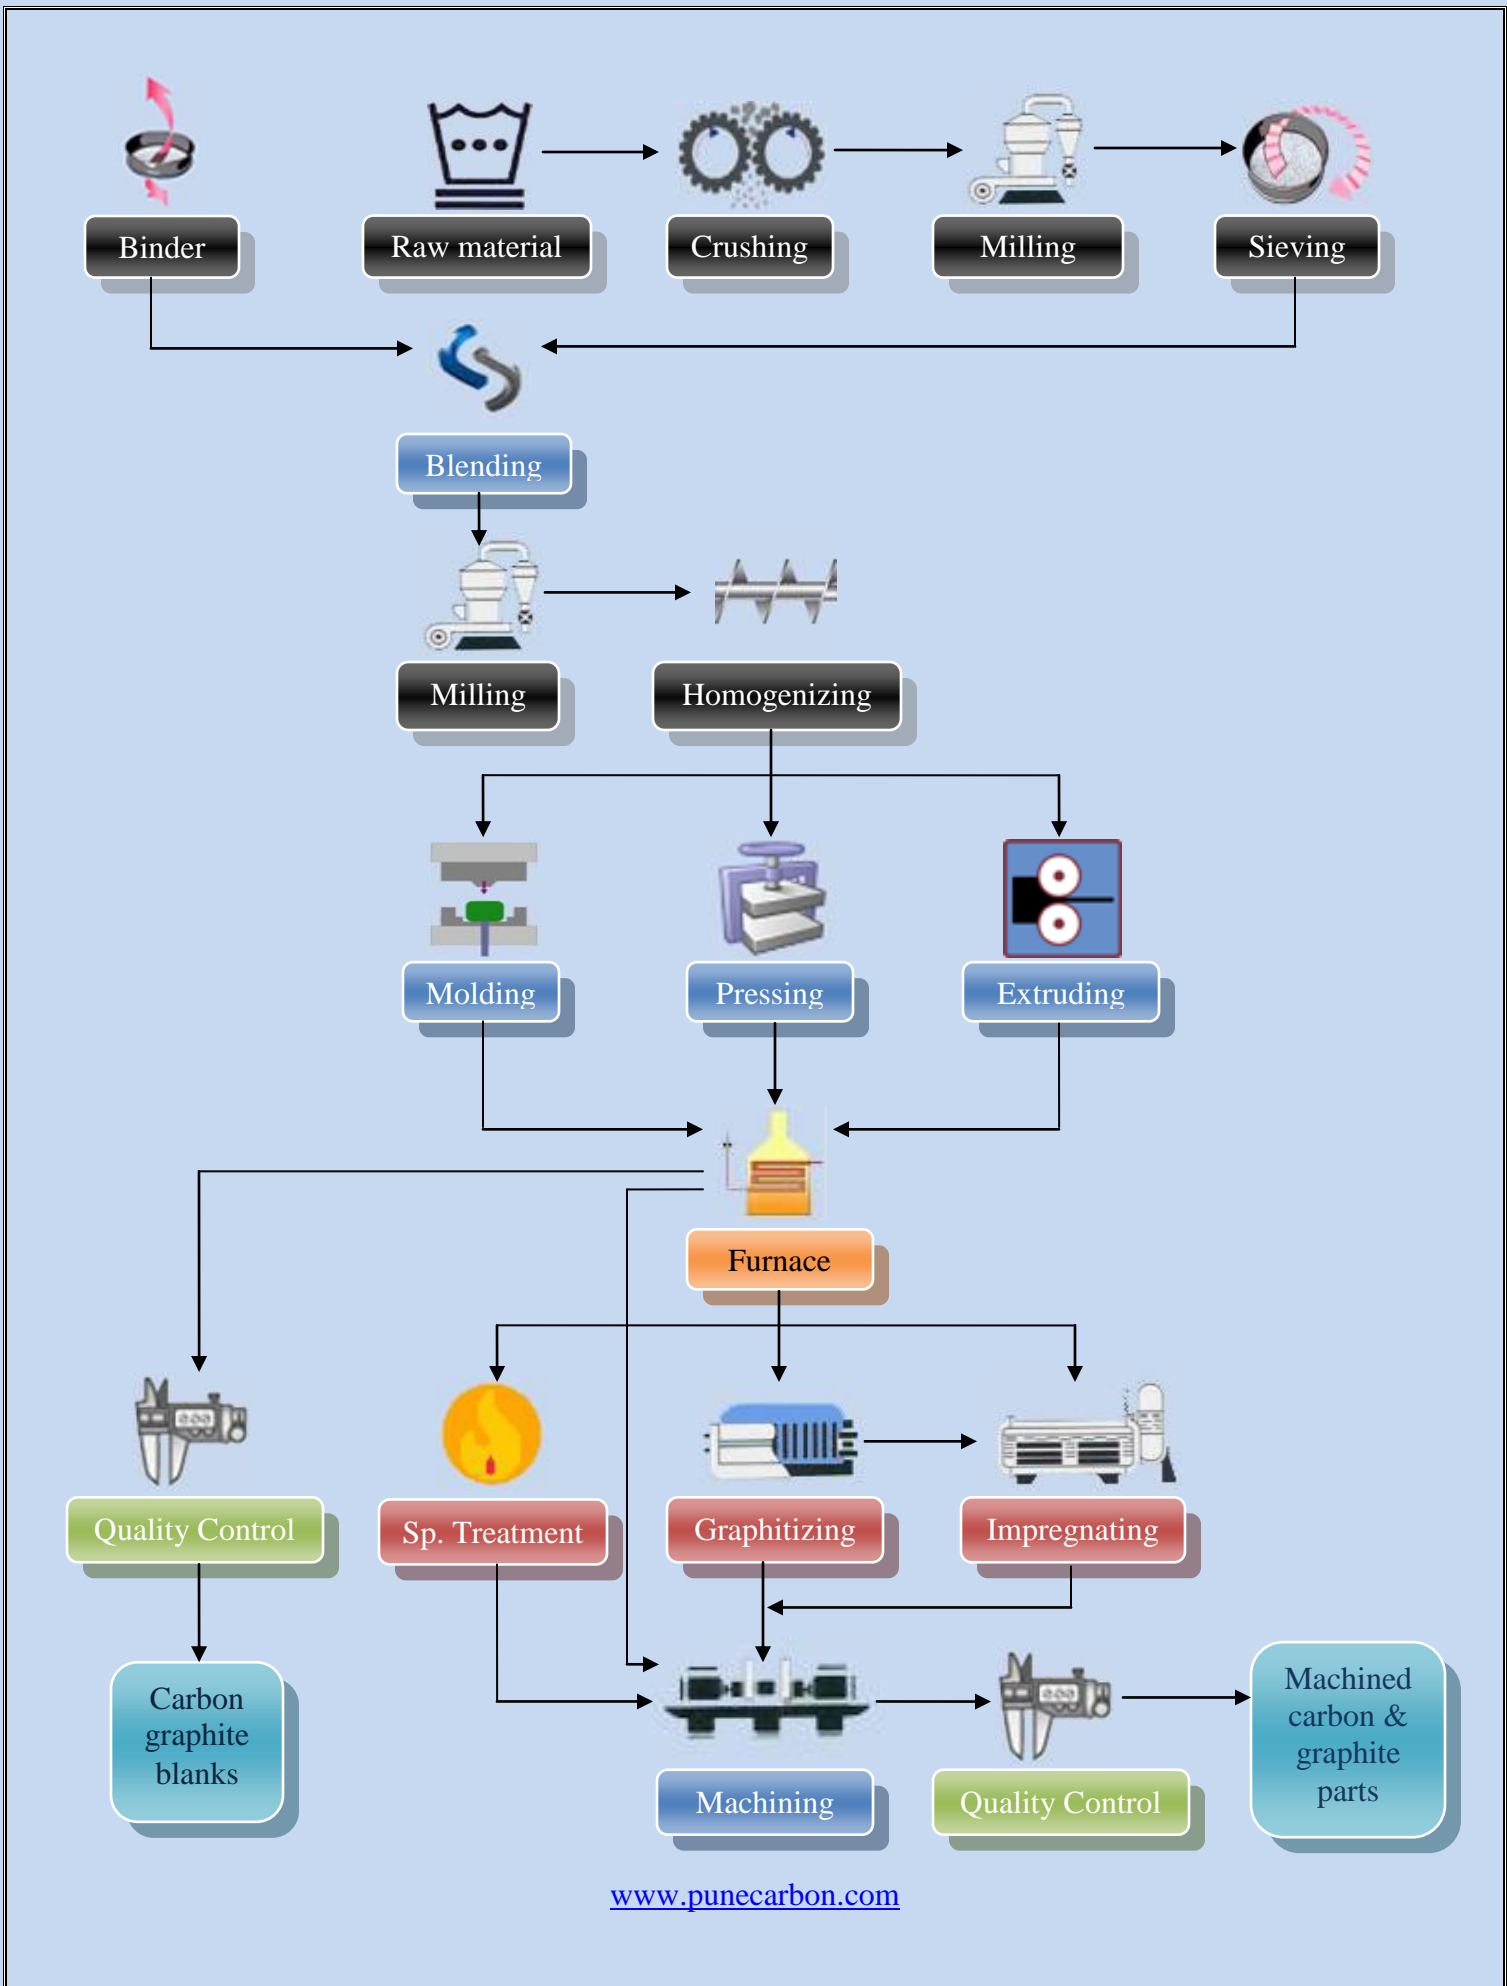 Binder
Raw material
Crushing
Milling
Sieving
Blending
Milling
Homogenizing
Molding
Pressing
Extruding
Furnace
Quality Control
Sp. Treatment
Graphitizing
Impregnating
Carbon
graphite
blanks
Machining
Quality Control
Machined
carbon &
graphite
parts
www.punecarbon.com